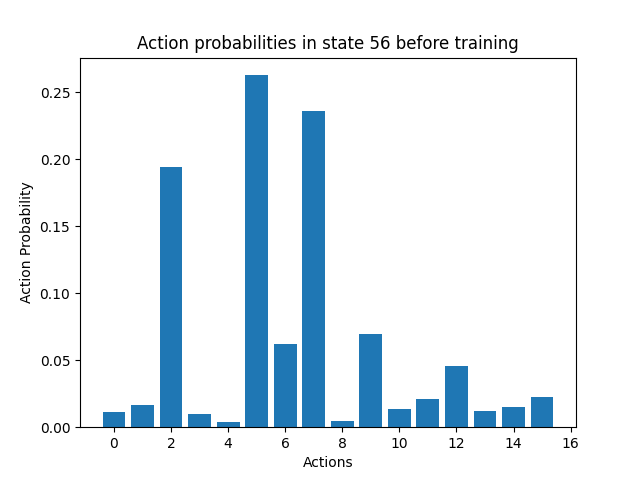 Action probabilities in state 56 before training
0.25
0.20
0.15
0.10
0.05
0.00
Action Probability
0 2 4 6 8 10 12 14 16
Actions